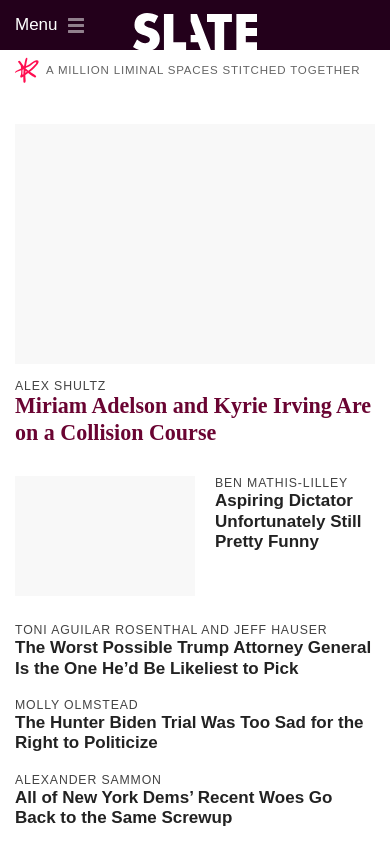 Menu
SLATE
A MILLION LIMINAL SPACES STITCHED TOGETHER
ALEX SHULTZ
Miriam Adelson and Kyrie Irving Are
on a Collision Course
BEN MATHIS-LILLEY
Aspiring Dictator
Unfortunately Still
Pretty Funny
TONI AGUILAR ROSENTHAL AND JEFF HAUSER
The Worst Possible Trump Attorney General
Is the One He’d Be Likeliest to Pick
MOLLY OLMSTEAD
The Hunter Biden Trial Was Too Sad for the
Right to Politicize
ALEXANDER SAMMON
All of New York Dems’ Recent Woes Go
Back to the Same Screwup